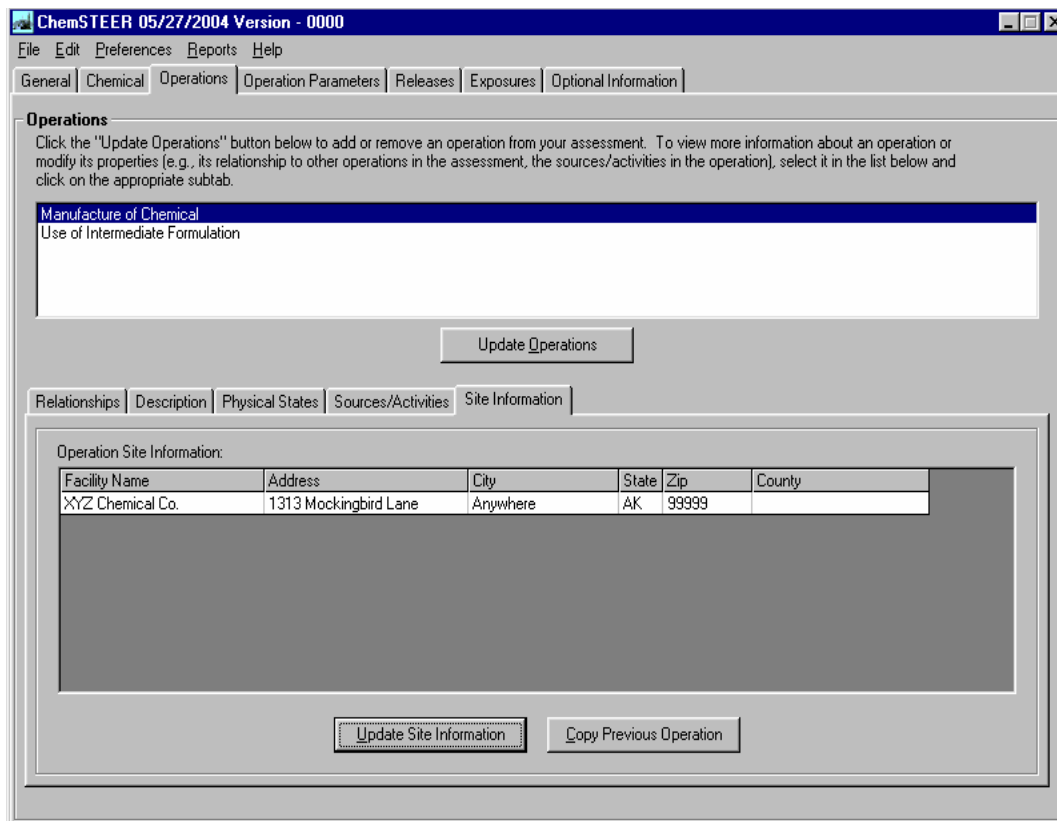 ChemSTEER 05/27/2004 Version - 0000
File Edit Preferences Reports Help
General Chemical Operations Operation Parameters Releases Exposures Optional Information
Operations
Click the "Update Operations" button below to add or remove an operation from your assessment. To view more information about an operation or
modify its properties (e.g., its relationship to other operations in the assessment, the sources/activities in the operation), select it in the list below and
click on the appropriate subtab.
Manufacture of Chemical
Use of Intermediate Formulation
Update Operations
Relationships Description Physical States Sources/Activities Site Information
Operation Site Information:
Facility Name Address City State Zip County
XYZ Chemical Co. 1313 Mockingbird Lane Anywhere AK 99999
Update Site Information Copy Previous Operation